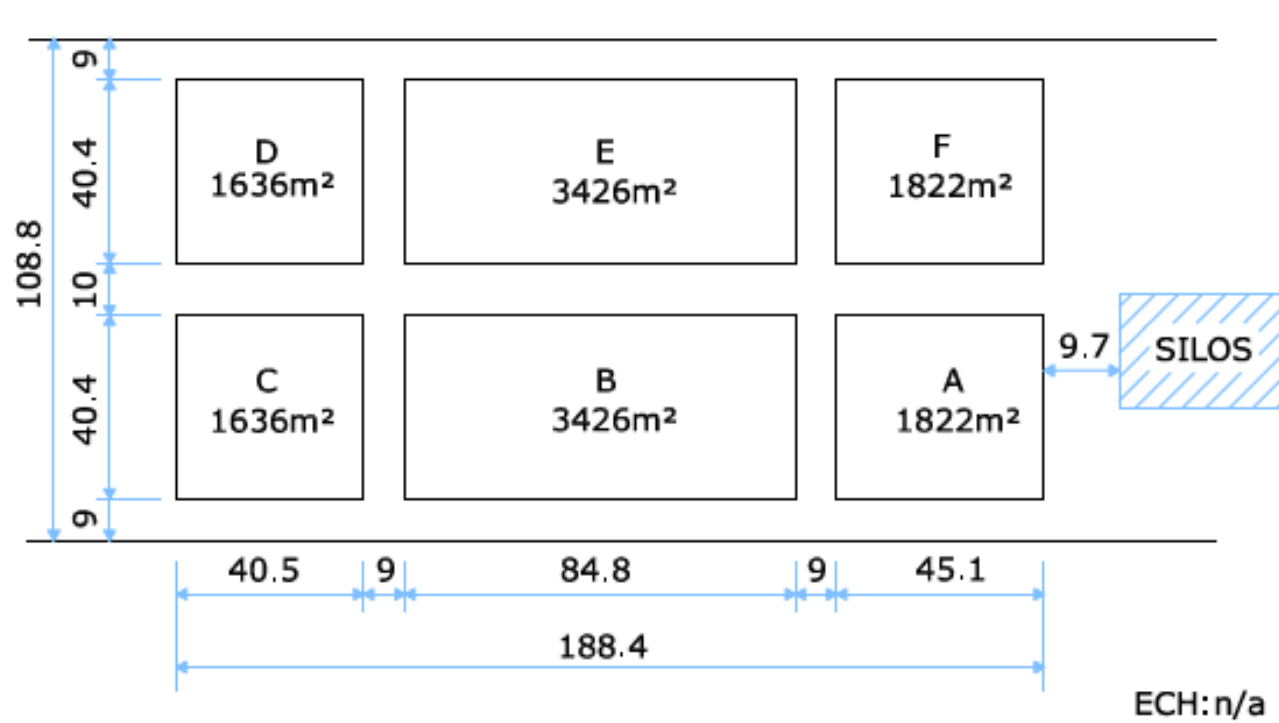 9
40.4
108.8
10
40.4
9
D
1636m²
E
3426m²
F
1822m²
C
1636m²
B
3426m²
A
1822m²
9.7
SILOS
40.5
9
84.8
9
45.1
188.4
ECH:n/a